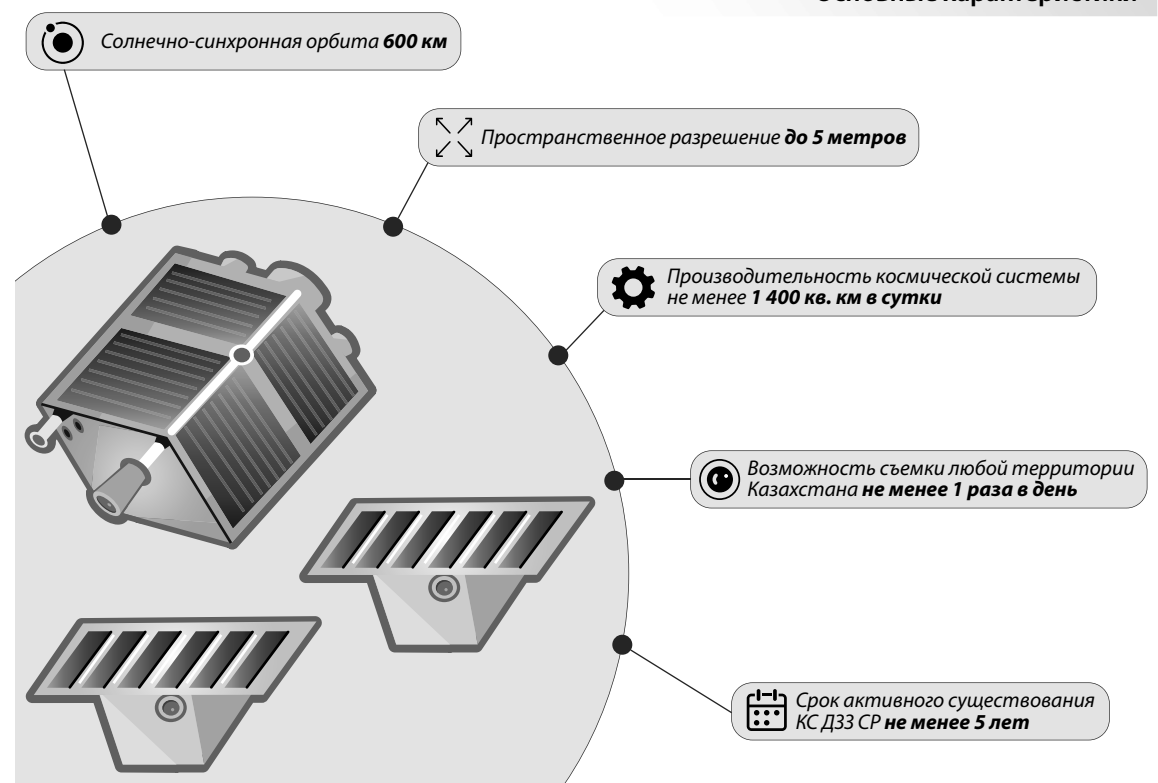 Основные характеристики
Солнечно-синхронная орбита 600 км
Пространственное разрешение до 5 метров
Производительность космической системы
не менее 1 400 кв. км в сутки
Возможность съемки любой территории
Казахстана не менее 1 раза в день
Срок активного существования
КС ДЗЗ СР не менее 5 лет